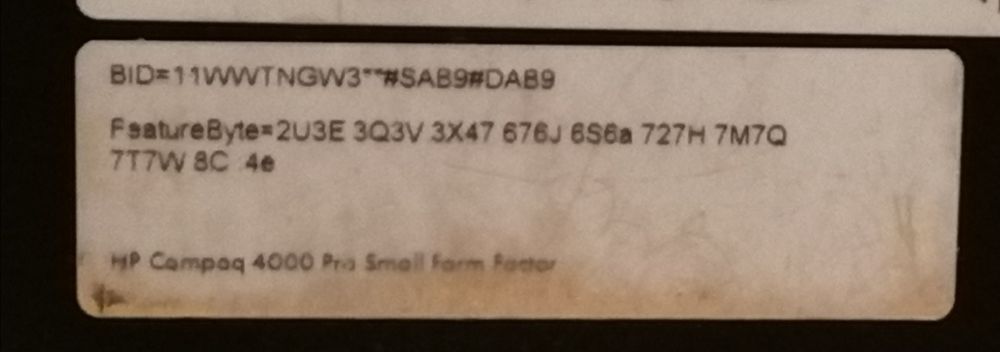 BID=11WWTNGW3**#SAB9#DAB9
FeatureByte=2U3E 3Q3V 3X47 676J 6S6a 727H 7M7Q
7T7W 8C .4e
HP Compaq 4000 Pro Small Form Factor